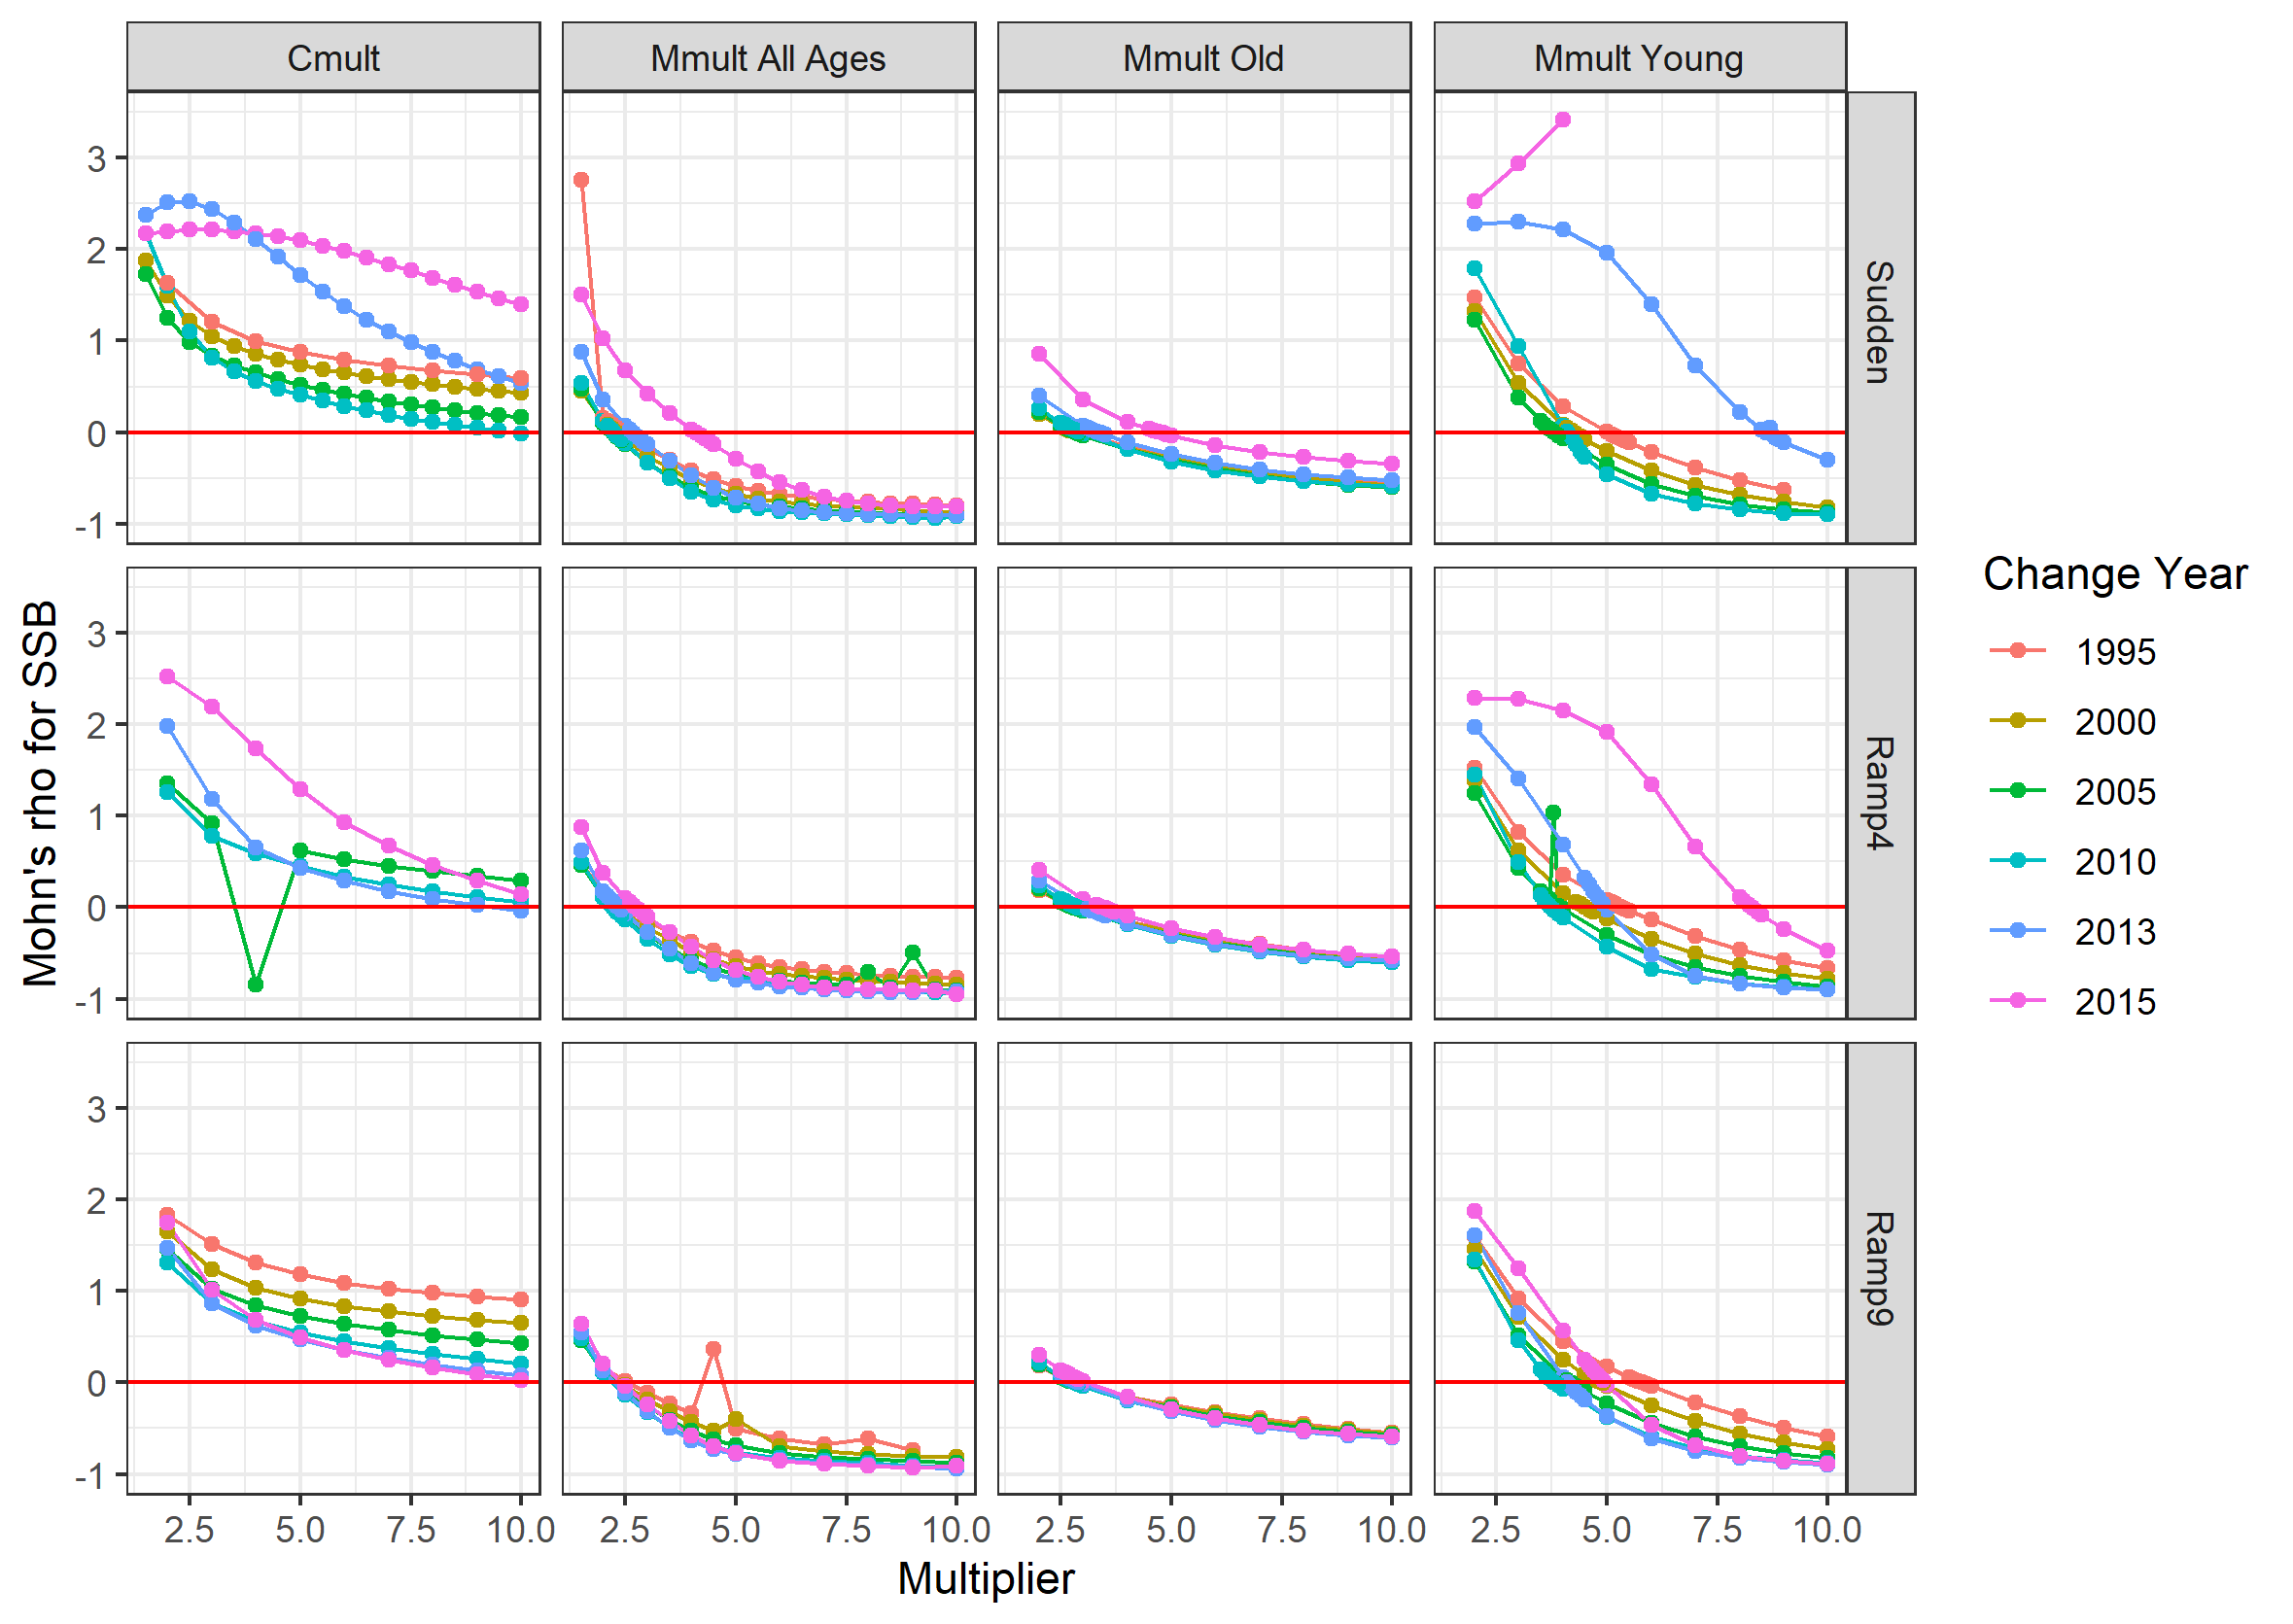 Cmult Mmult All Ages Mmult Old Mmult Young
3
2
1
0
-1
Sudden
3
2
1
0
-1
Ramp4
3
2
1
0
-1
Ramp9
2.5 5.0 7.5 10.0 2.5 5.0 7.5 10.0 2.5 5.0 7.5 10.0 2.5 5.0 7.5 10.0
Multiplier
Mohn's rho for SSB
Change Year
1995
2000
2005
2010
2013
2015